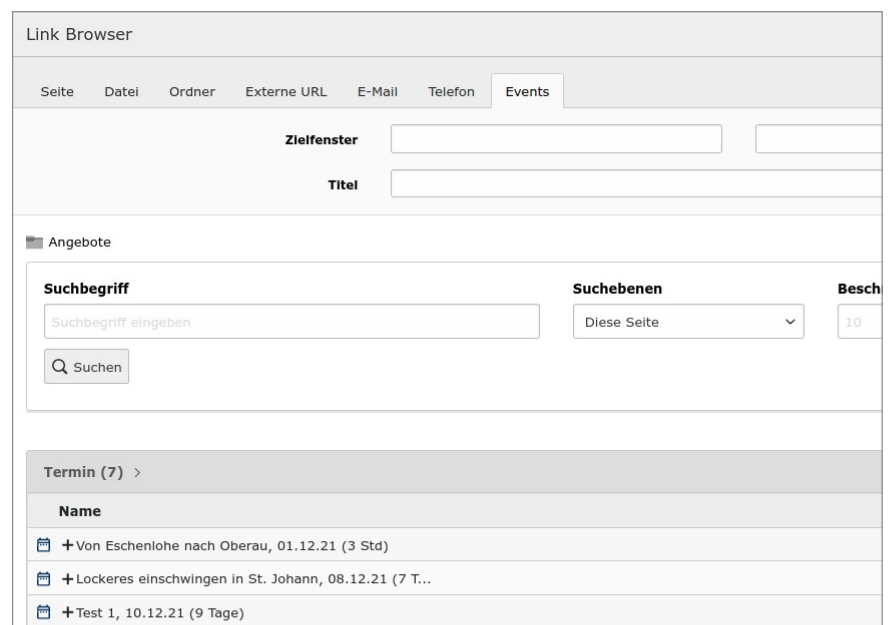 Link Browser
Seite Datei Ordner Externe URL E-Mail Telefon Events
Zielfenster
Titel
Angebote
Suchbegriff Suchebenen Besch
Suchbegriff eingeben Diese Seite 10
Suchen
Termin (7)
Name
Von Eschenlohe nach Oberau, 01.12.21 (3 Std)
Lockeres einschwingen in St. Johann, 08.12.21 (7 T...
Test 1, 10.12.21 (9 Tage)